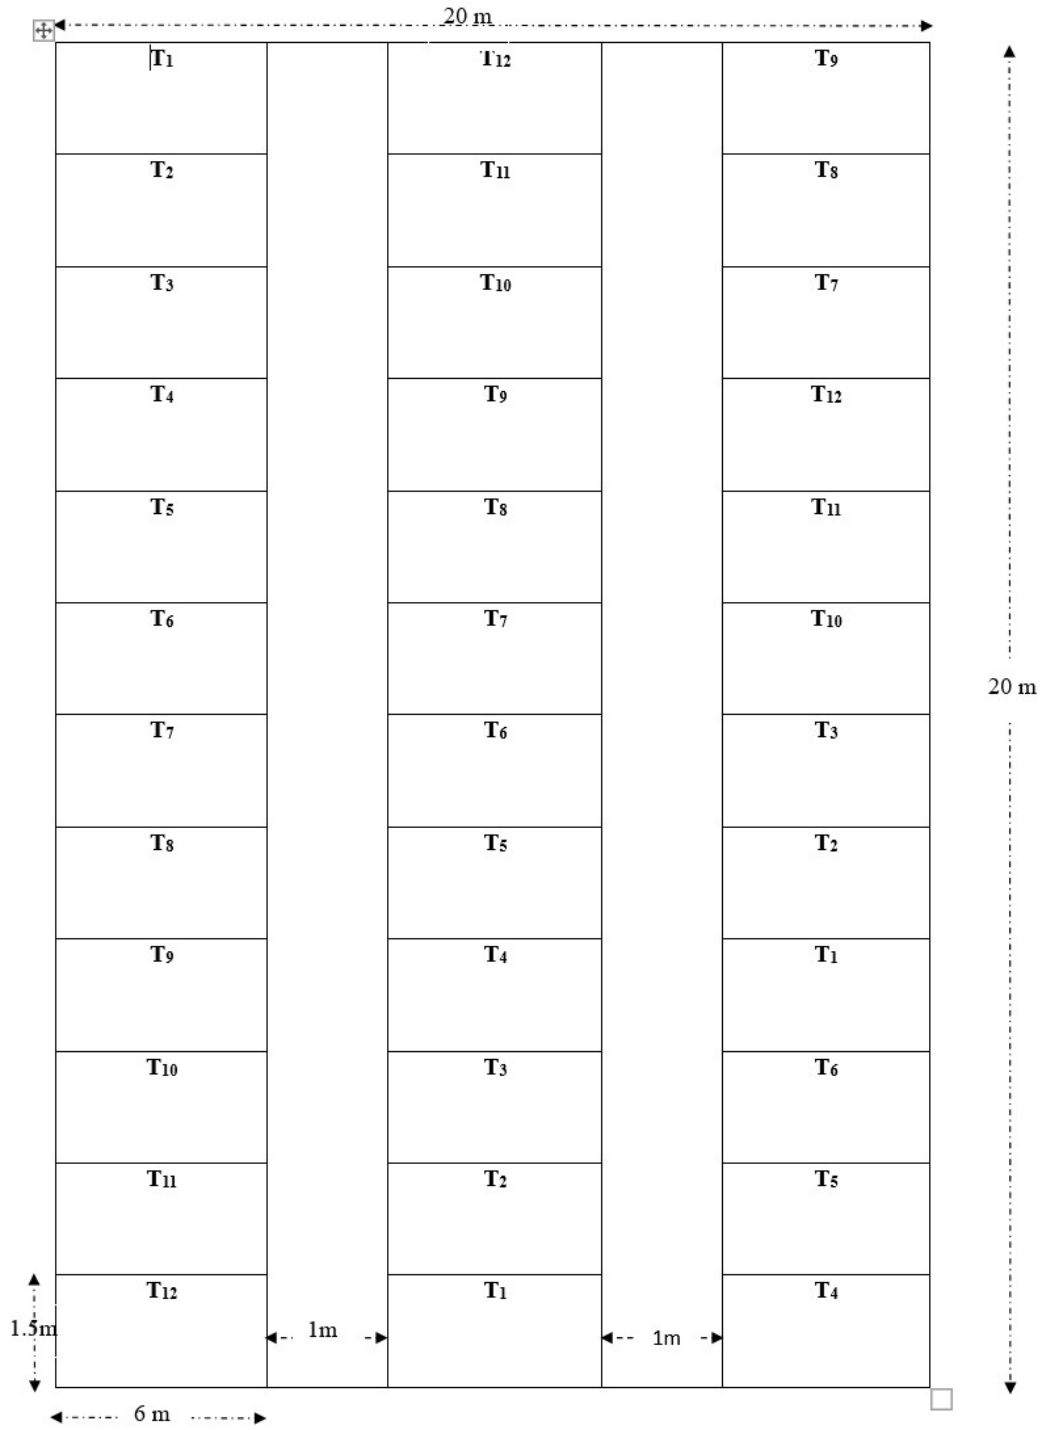 20 m
T1 T12 T9
T2 T11 T8
T3 T10 T7
T4 T9 T12
T5 T8 T11
T6 T7 T10
20 m
T7 T6 T3
T8 T5 T2
T9 T4 T1
T10 T3 T6
T11 T2 T5
T12 T1 T4
1.5m 1m 1m
6 m